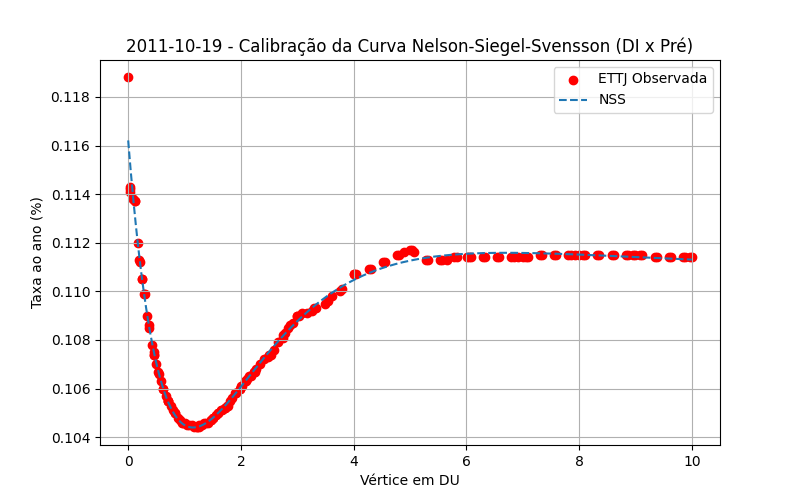 2011-10-19 - Calibração da Curva Nelson-Siegel-Svensson (DI x Pré)
ETTJ Observada
NSS
0.118
0.116
0.114
0.112
0.110
0.108
0.106
0.104
Taxa ao ano (%)
0 2 4 6 8 10
Vértice em DU